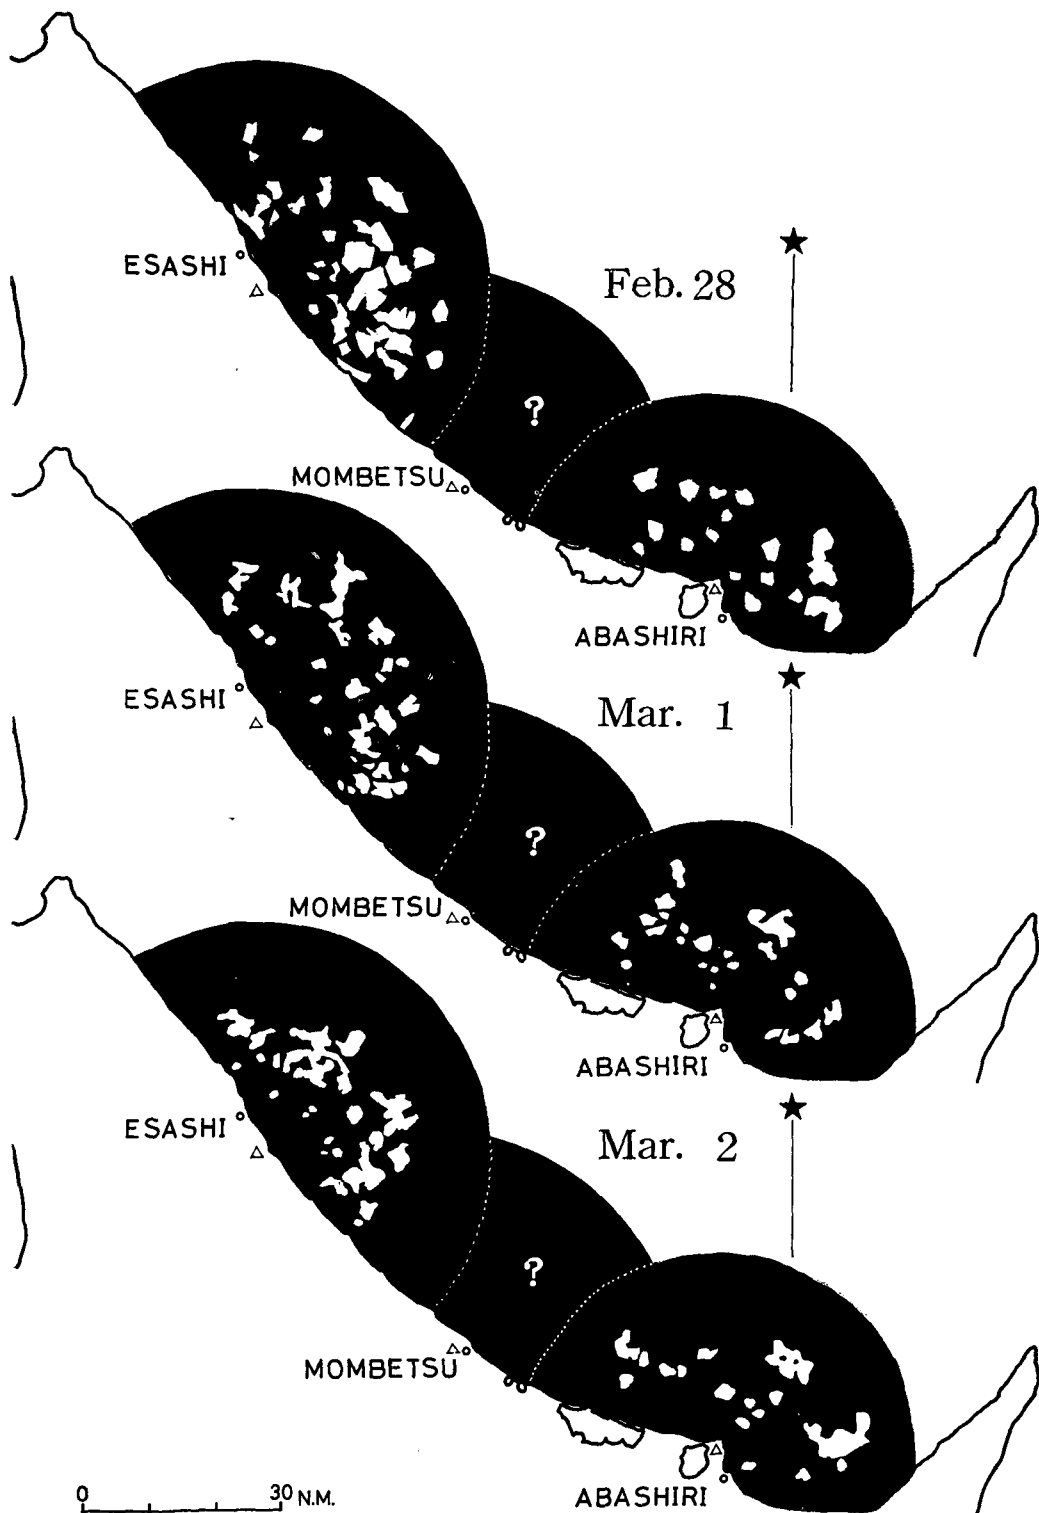 ESASHI
Feb. 28
?
MOMBETSU
ABASHIRI
ESASHI
Mar. 1
?
MOMBETSU
ABASHIRI
ESASHI
Mar. 2
?
MOMBETSU
ABASHIRI
0 30 N.M.